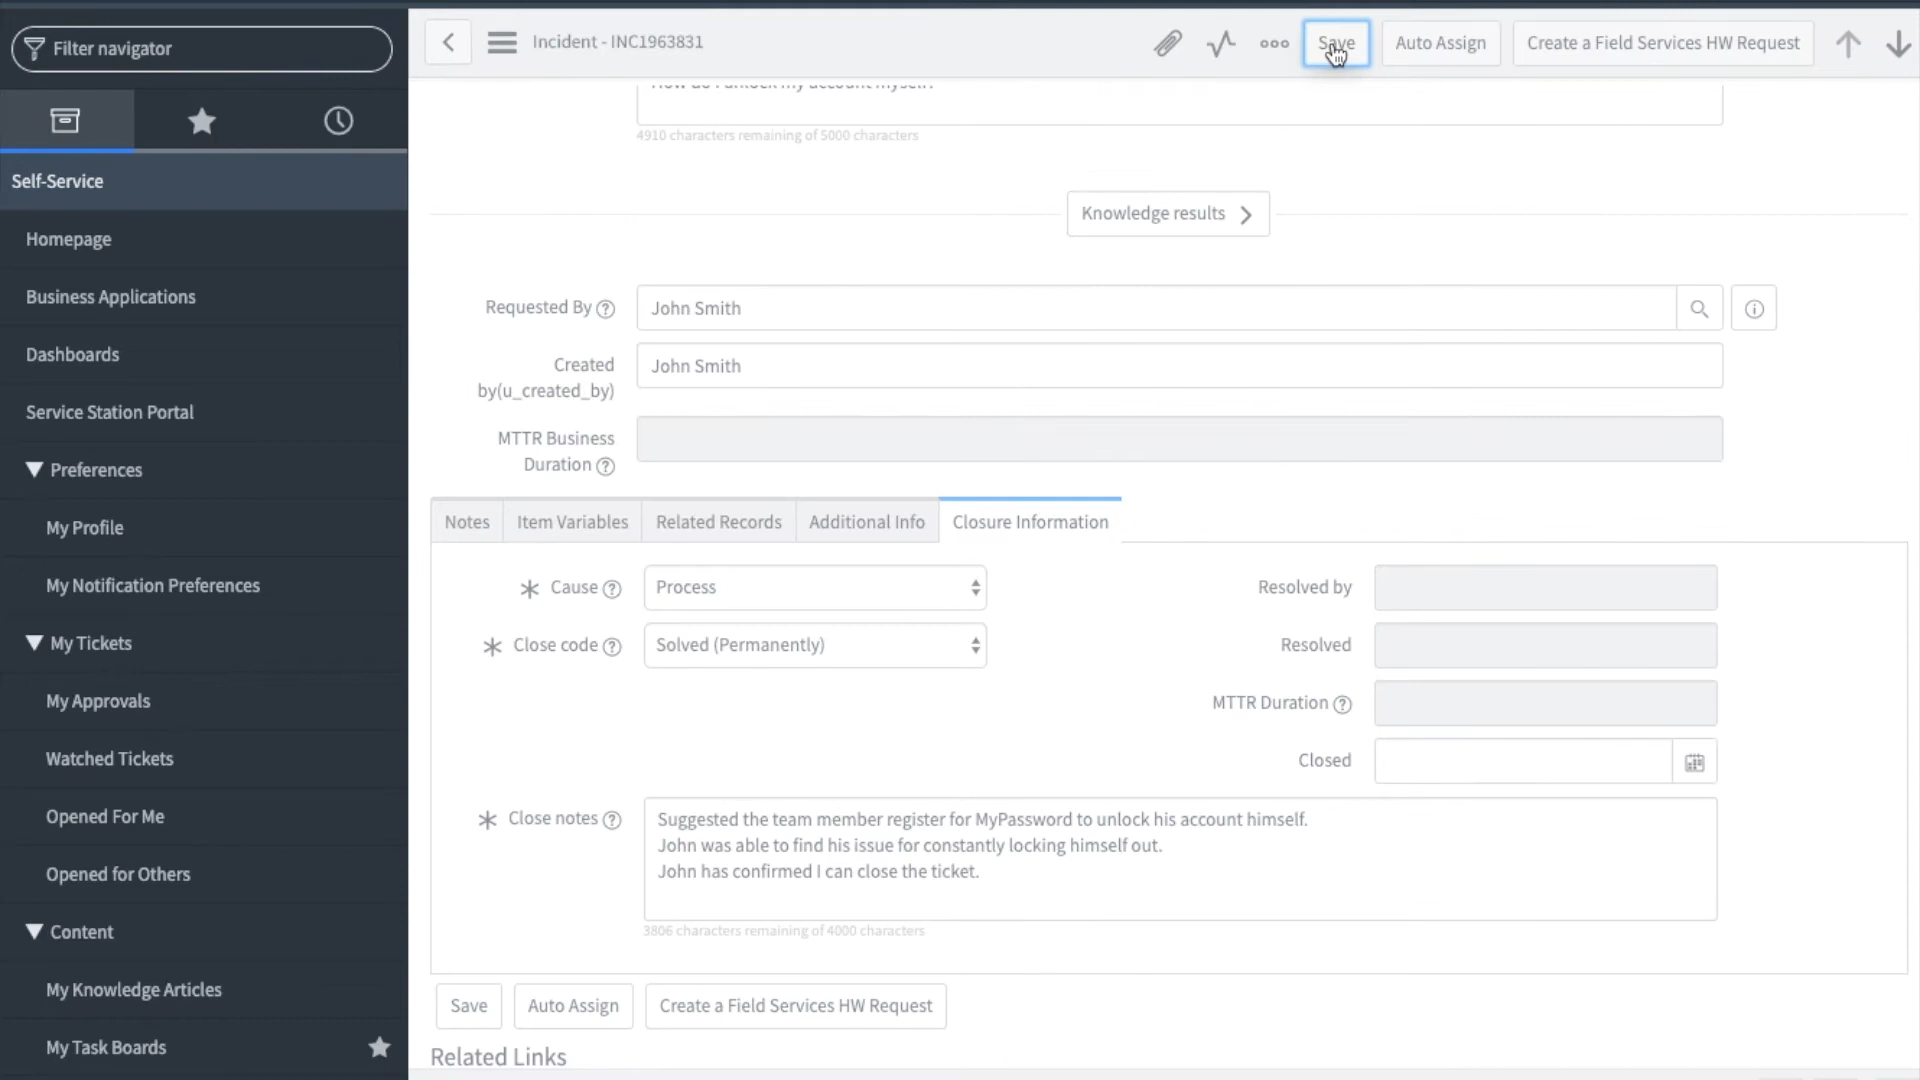 Filter navigator
Self-Service
Homepage
Business Applications
Dashboards
Service Station Portal
Preferences
My Profile
My Notification Preferences
My Tickets
My Approvals
Watched Tickets
Opened For Me
Opened for Others
Content
My Knowledge Articles
My Task Boards
Incident - INC1963831
Save
Auto Assign
Create a Field Services HW Request
How do I unlock my account myself?
4910 characters remaining of 5000 characters
Knowledge results
Requested By
John Smith
Created
by(u_created_by)
John Smith
MTTR Business
Duration
Notes
Item Variables
Related Records
Additional Info
Closure Information
Cause
Process
Close code
Solved (Permanently)
Resolved by
Resolved
MTTR Duration
Closed
Close notes
Suggested the team member register for MyPassword to unlock his account himself.
John was able to find his issue for constantly locking himself out.
John has confirmed I can close the ticket.
3806 characters remaining of 4000 characters
Save
Auto Assign
Create a Field Services HW Request
Related Links